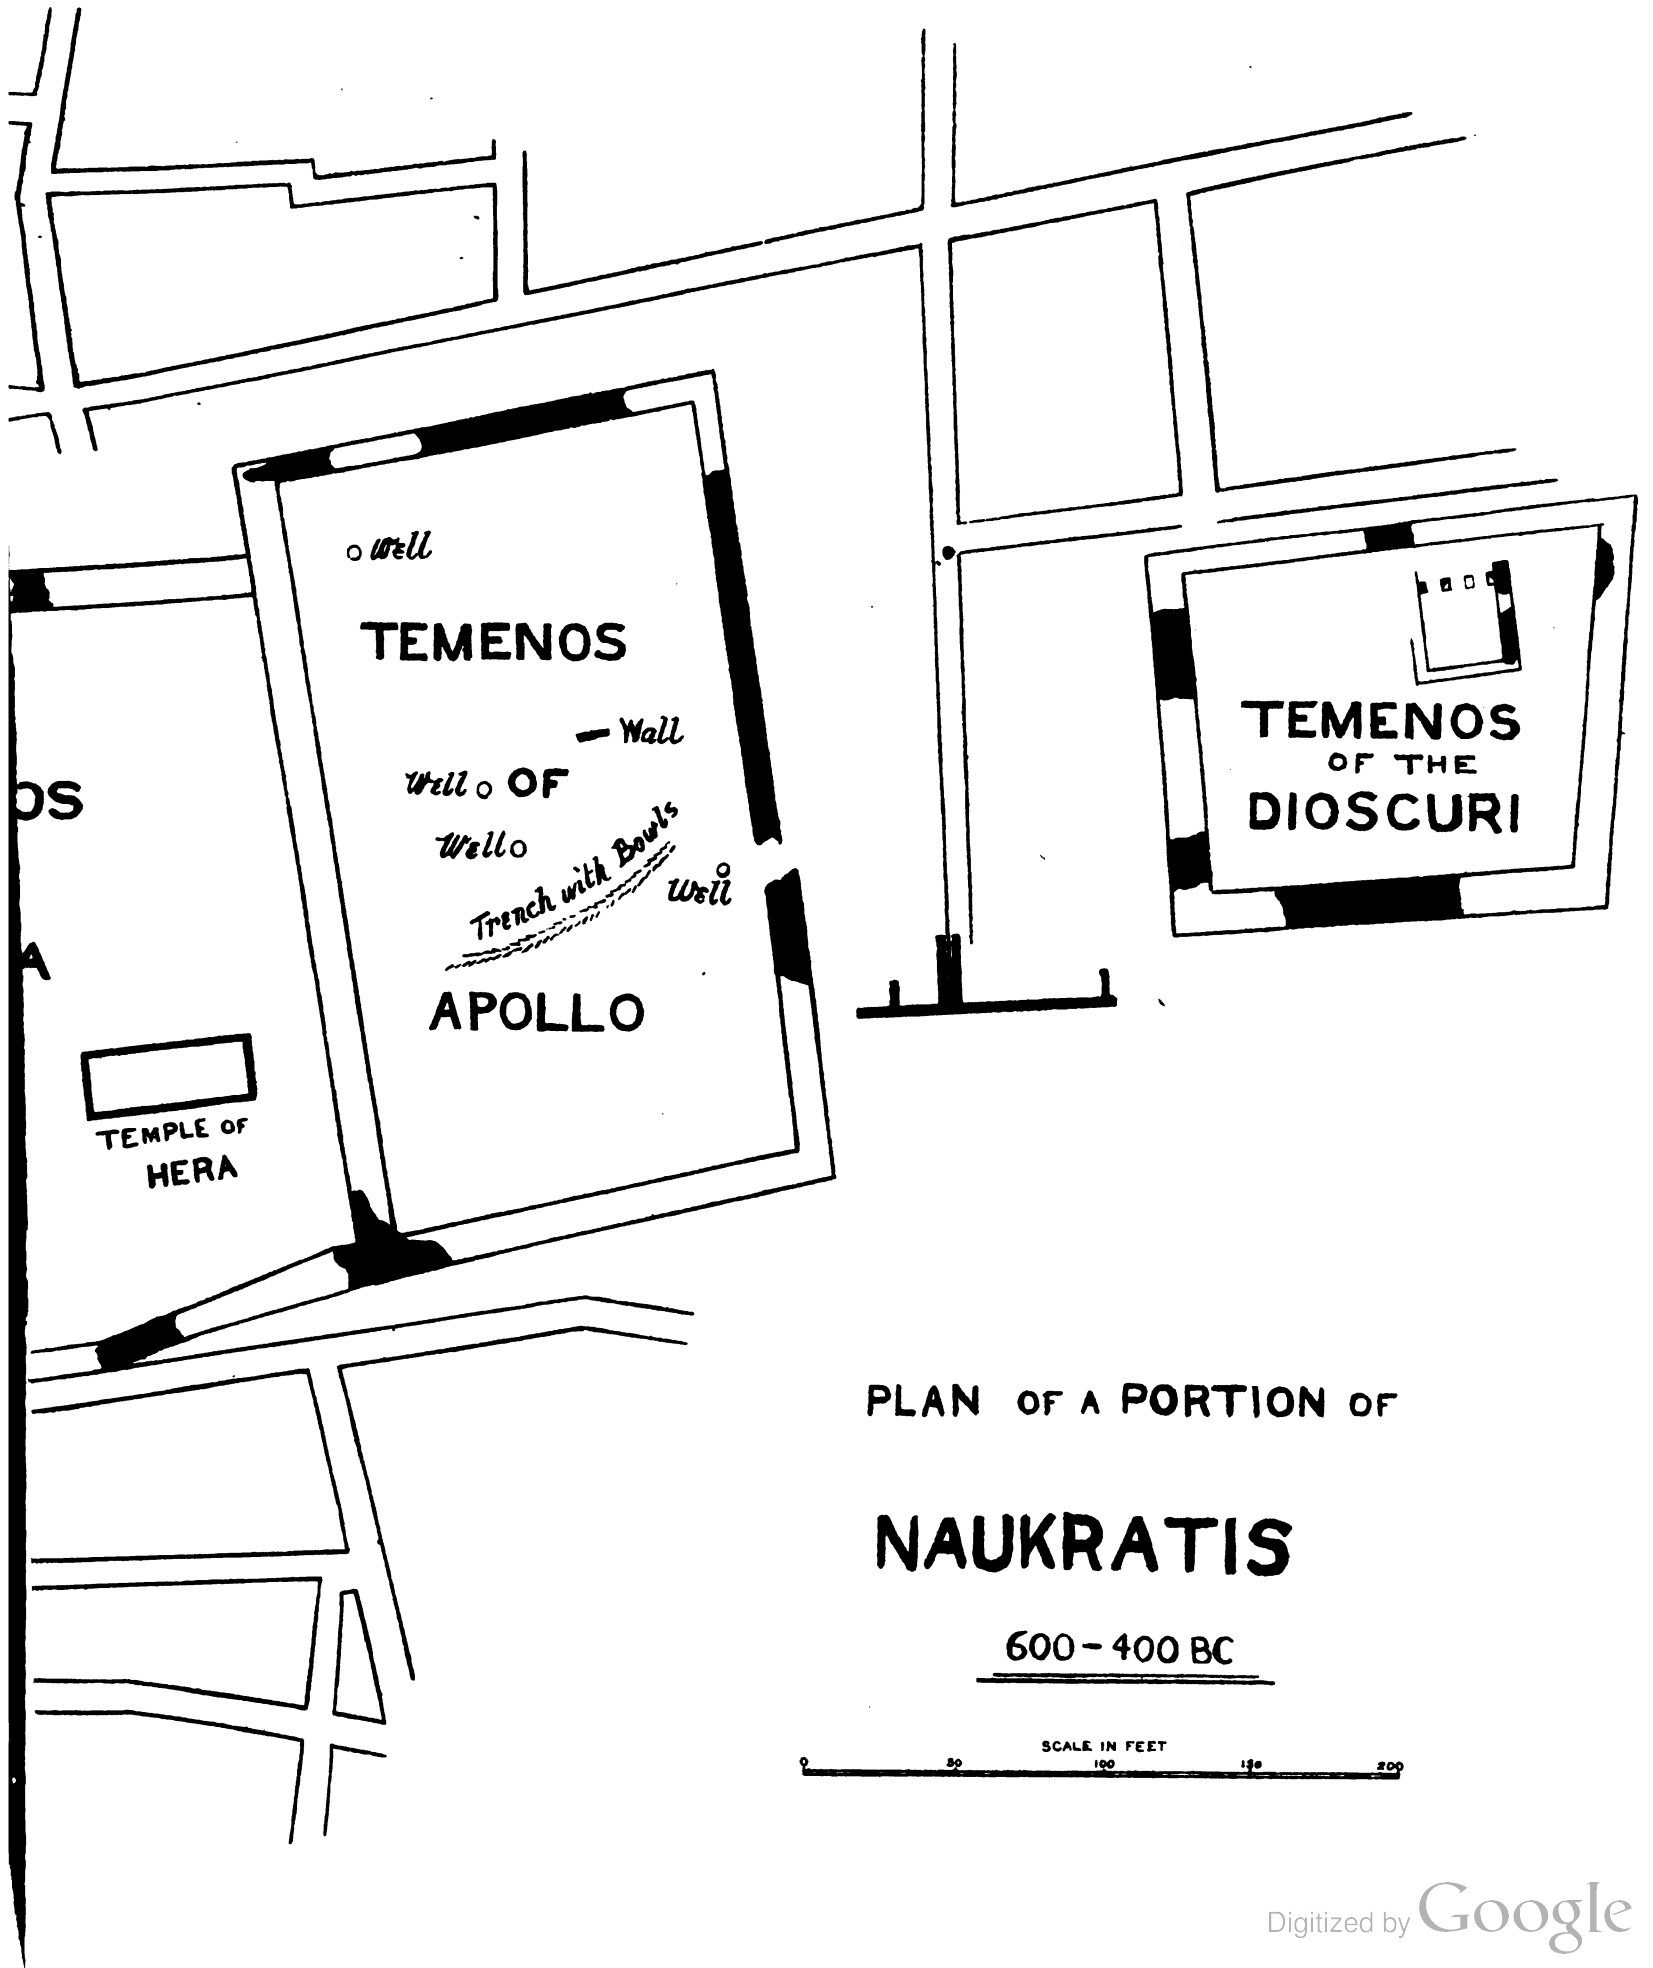 Well
TEMENOS
Wall
Well OF
Well
Trench with Bowls
Well
APOLLO
OS
A
TEMPLE OF
HERA
TEMENOS
OF THE
DIOSCURI
PLAN OF A PORTION OF
NAUKRATIS
600-400 BC
SCALE IN FEET
0 50 100 150 200
Digitized by Google